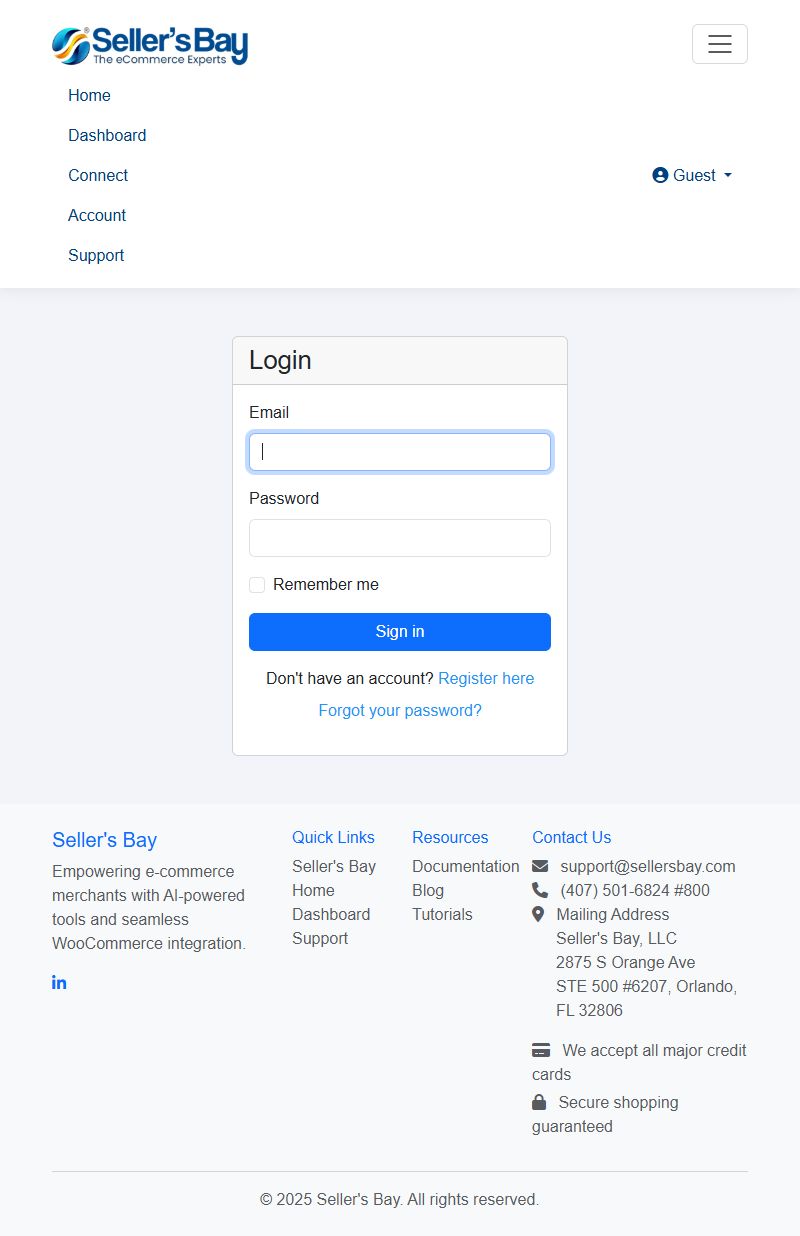 Seller's Bay
The eCommerce Experts
Home
Dashboard
Connect
Guest
Account
Support
Login
Email
Password
Remember me
Sign in
Don't have an account? Register here
Forgot your password?
Seller's Bay
Empowering e-commerce
merchants with AI-powered
tools and seamless
WooCommerce integration.
in
Quick Links
Seller's Bay
Home
Dashboard
Support
Resources
Documentation
Blog
Tutorials
Contact Us
support@sellersbay.com
(407) 501-6824 #800
Mailing Address
Seller's Bay, LLC
2875 S Orange Ave
STE 500 #6207, Orlando,
FL 32806
We accept all major credit
cards
Secure shopping
guaranteed
© 2025 Seller's Bay. All rights reserved.